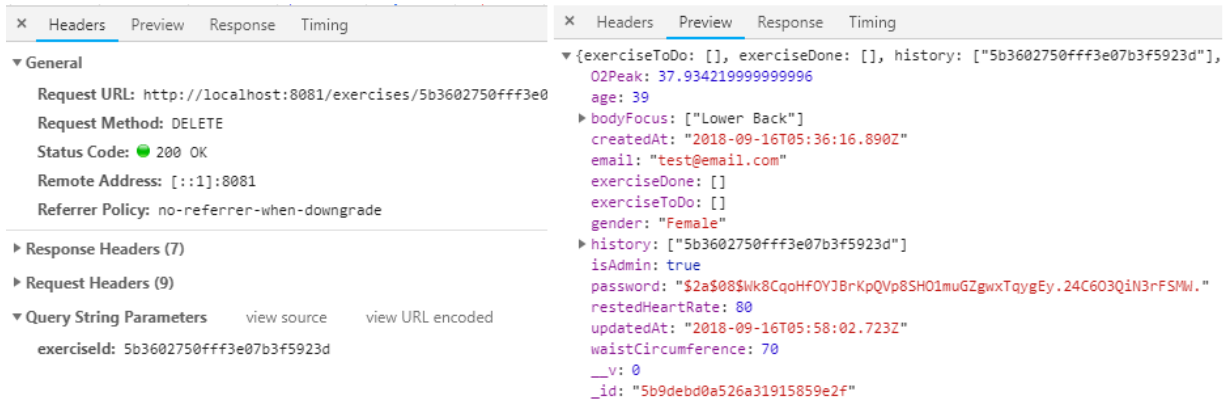 × Headers Preview Response Timing
▼ General
Request URL: http://localhost:8081/exercises/5b3602750fff3e0
Request Method: DELETE
Status Code: 200 OK
Remote Address: [::1]:8081
Referrer Policy: no-referrer-when-downgrade
▶ Response Headers (7)
▶ Request Headers (9)
▼ Query String Parameters view source view URL encoded
exerciseId: 5b3602750fff3e07b3f5923d
× Headers Preview Response Timing
▼ {exerciseToDo: [], exerciseDone: [], history: ["5b3602750fff3e07b3f5923d"],
O2Peak: 37.934219999999996
age: 39
▶ bodyFocus: ["Lower Back"]
createdAt: "2018-09-16T05:36:16.890Z"
email: "test@email.com"
exerciseDone: []
exerciseToDo: []
gender: "Female"
▶ history: ["5b3602750fff3e07b3f5923d"]
isAdmin: true
password: "$2a$08$Wk8CqoHfOYJBrKpQVp8SHO1muGZgwxTqygEy.24C6O3QiN3rFSMW."
restedHeartRate: 80
updatedAt: "2018-09-16T05:58:02.723Z"
waistCircumference: 70
__v: 0
_id: "5b9debd0a526a31915859e2f"